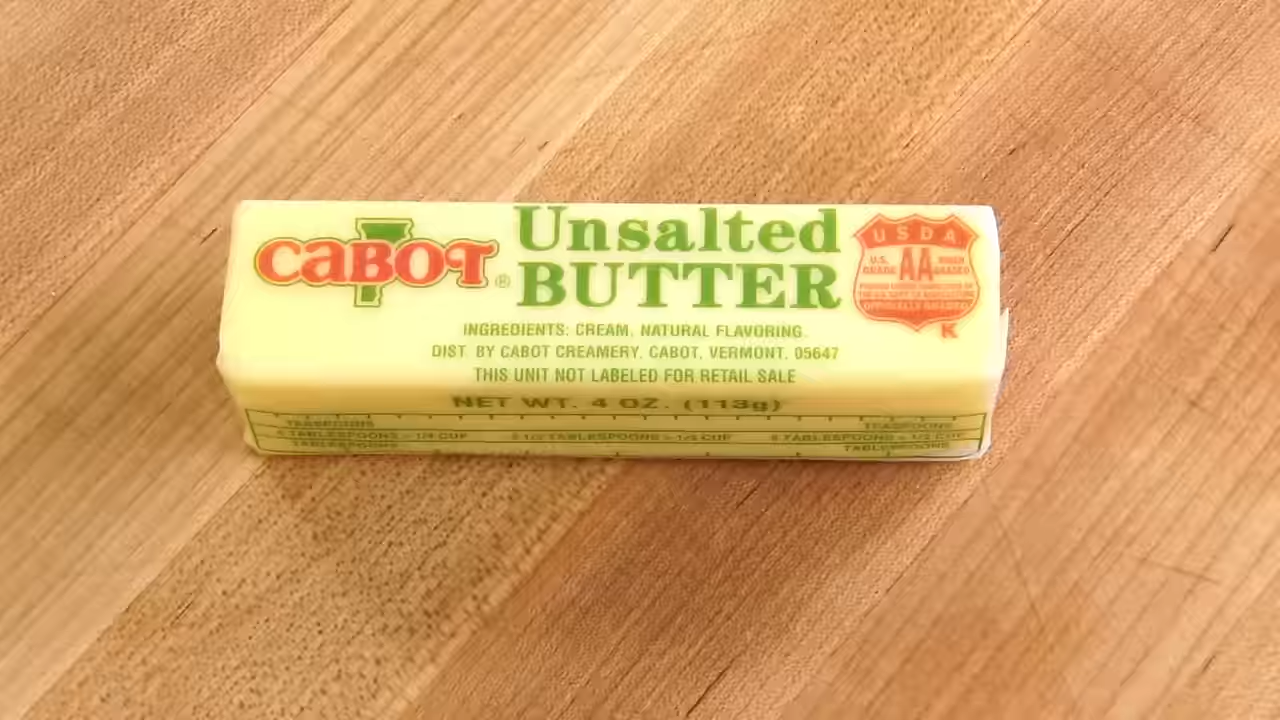 CABOT ®
Unsalted
BUTTER
USDA
U.S. GRADE AA WHEN GRADED
K
INGREDIENTS: CREAM, NATURAL FLAVORING.
DIST. BY CABOT CREAMERY, CABOT, VERMONT, 05647
THIS UNIT NOT LABELED FOR RETAIL SALE
NET WT. 4 OZ. (113g)
TEASPOONS TEASPOONS
TABLESPOONS = 1/4 CUP 5 1/3 TABLESPOONS = 1/3 CUP TABLESPOONS = 1/2 CUP
TABLESPOONS TABLESPOONS